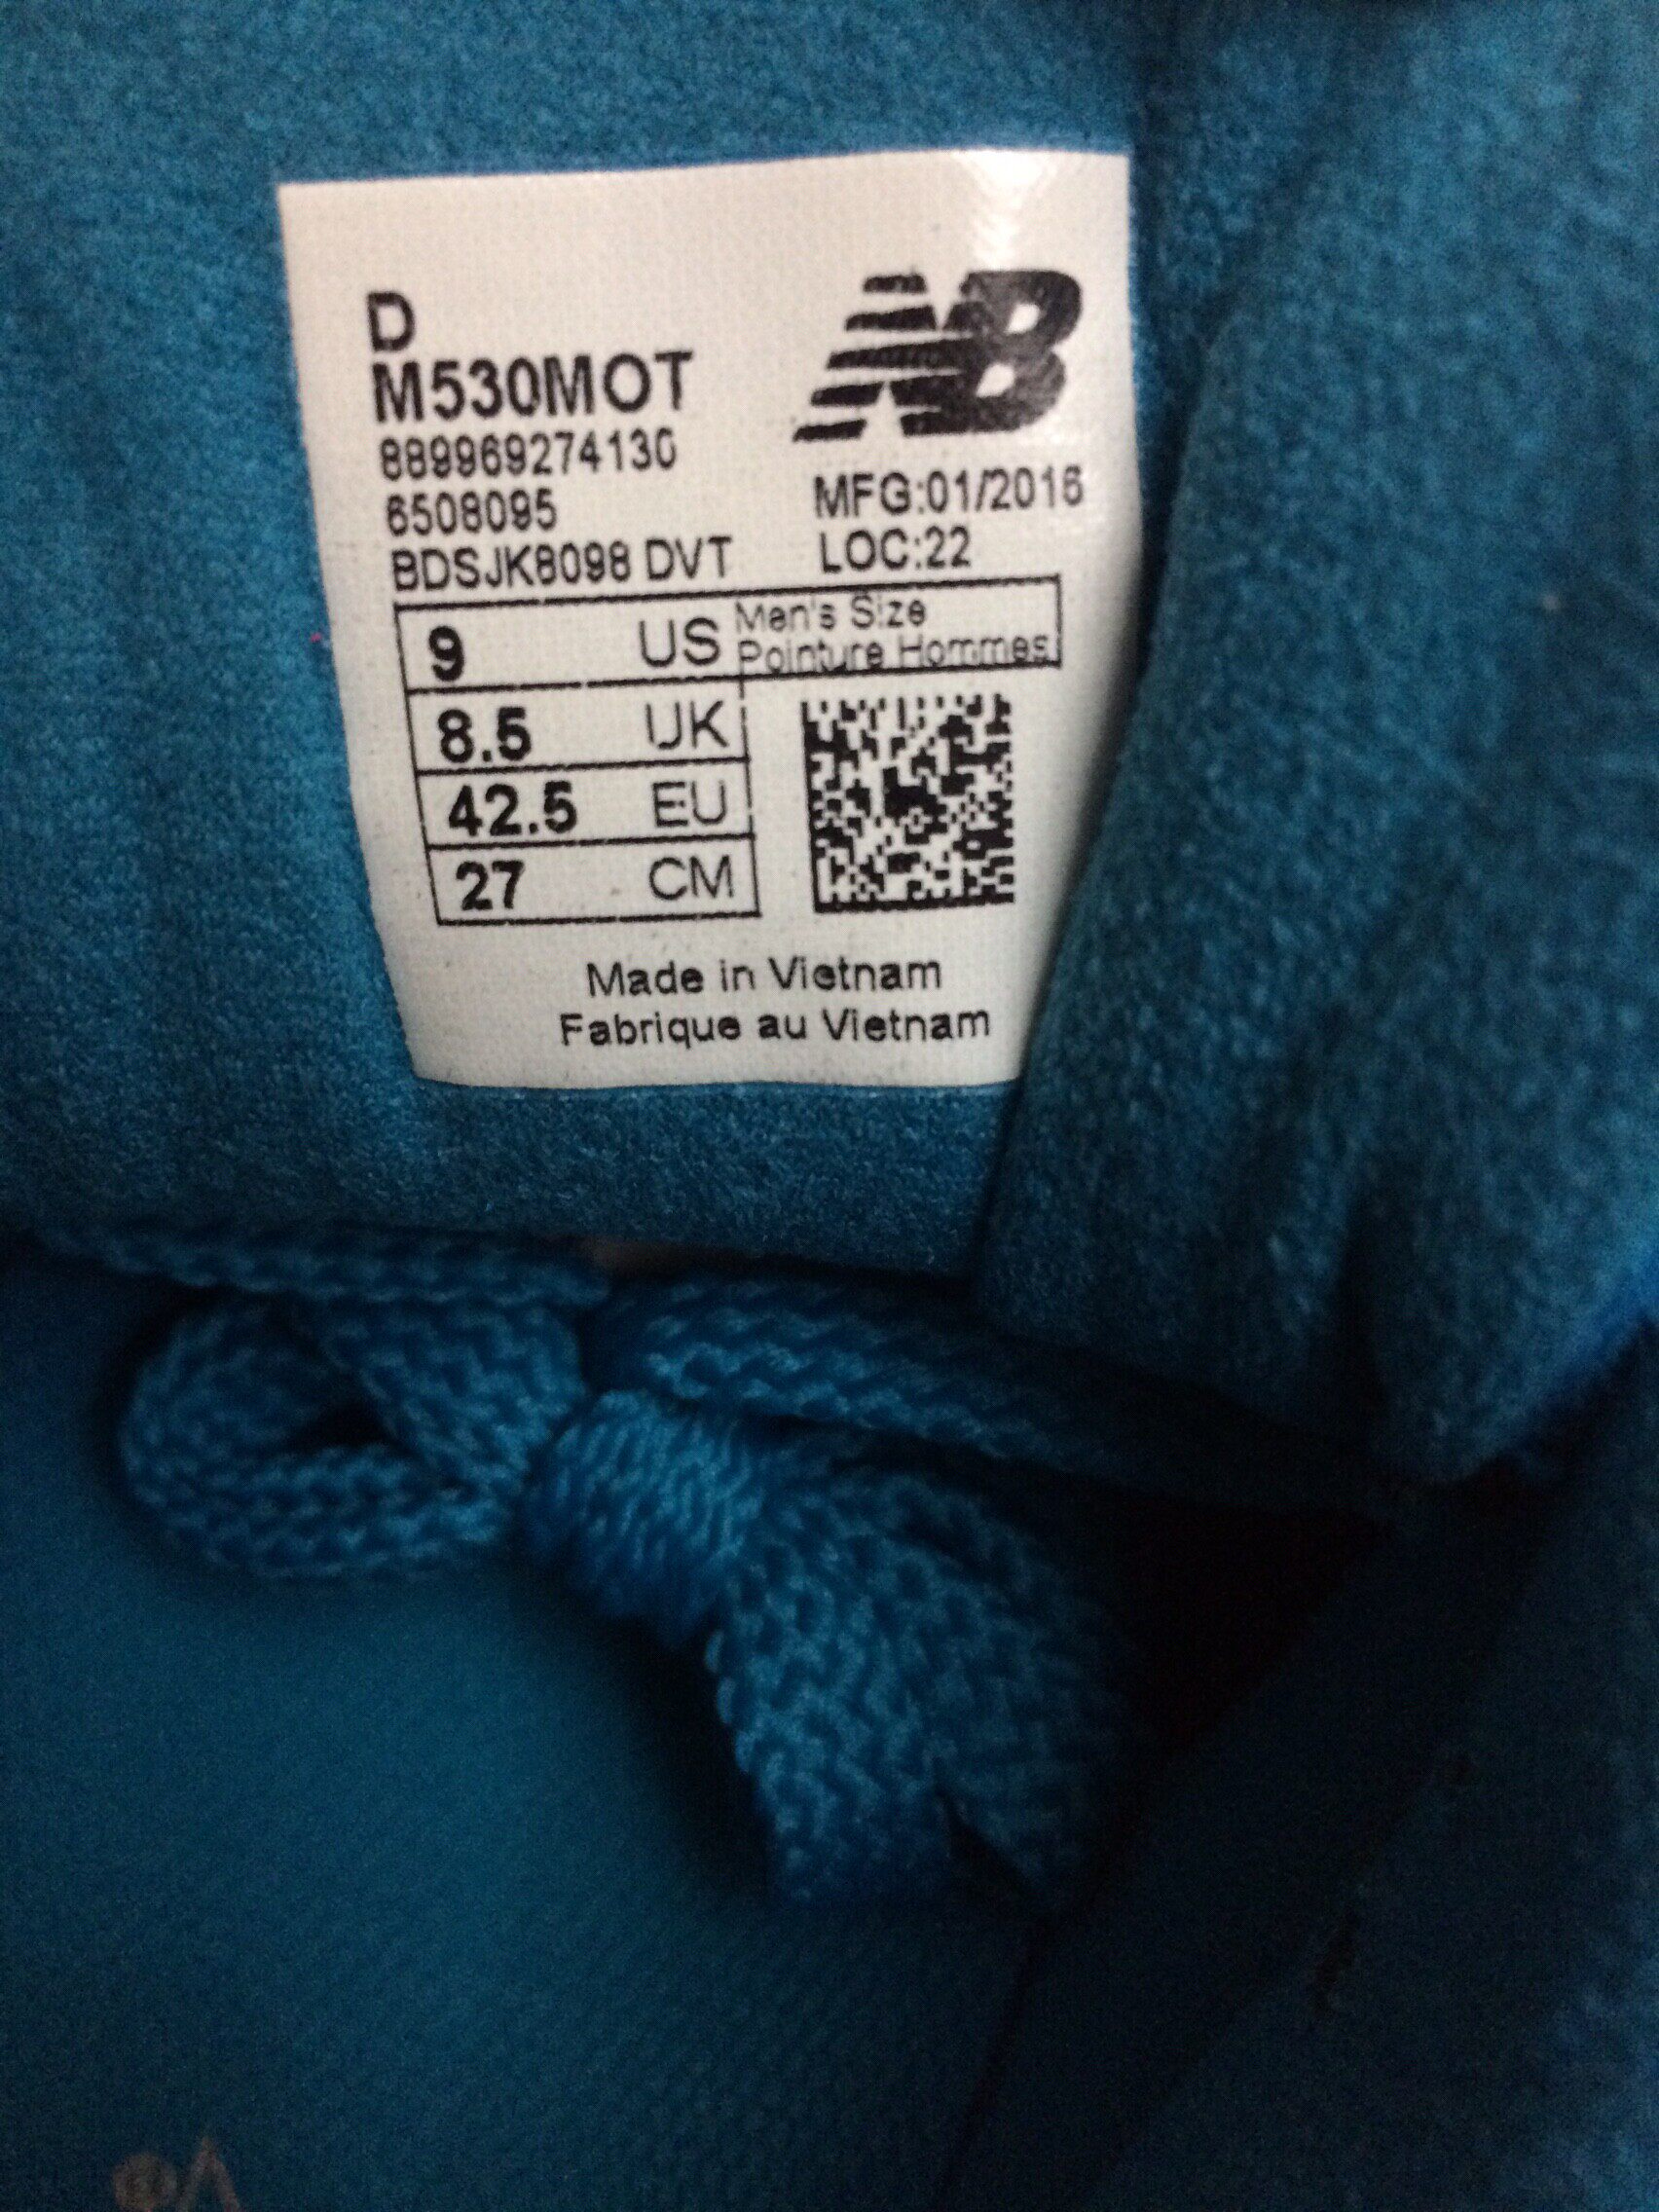 D
M530MOT
NB
889969274130
6508095
MFG:01/2016
BDSJK8098 DVT
LOC:22
9 US Men's Size
Pointure Hommes
8.5 UK
42.5 EU
27 CM
Made in Vietnam
Fabrique au Vietnam